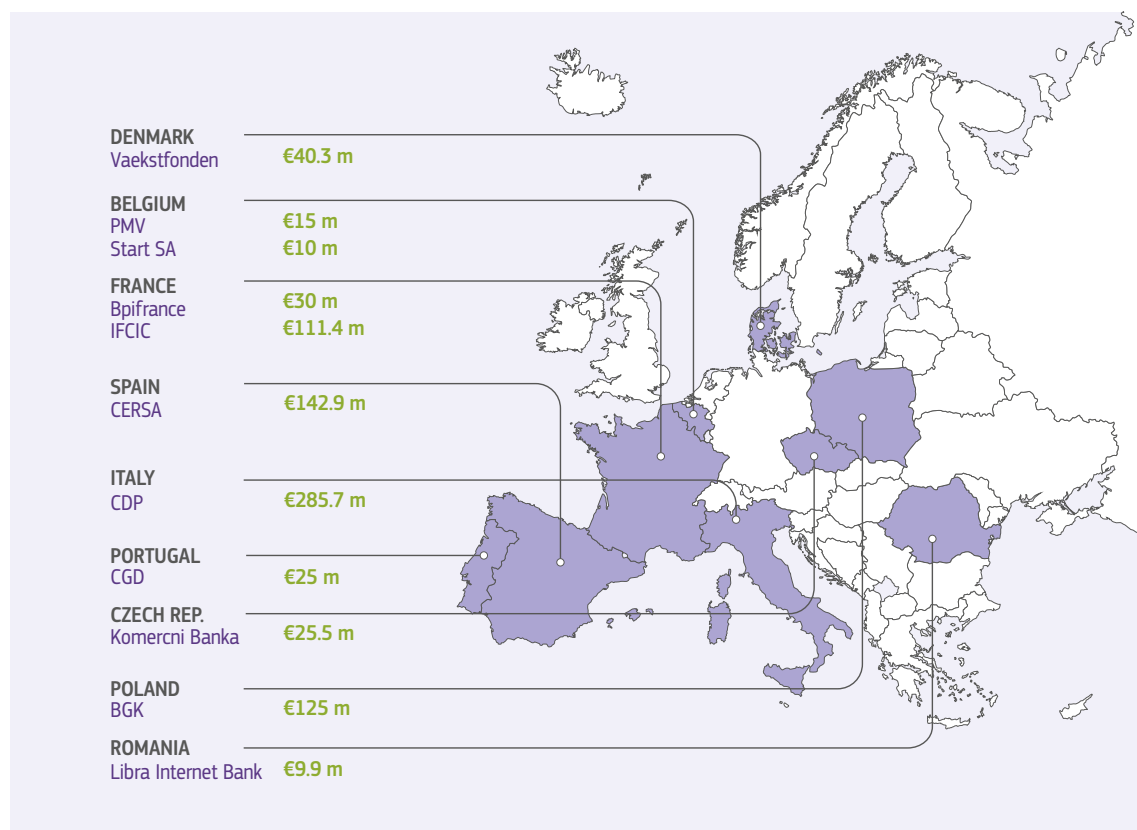 DENMARK
Vaekstfonden €40.3 m
BELGIUM
PMV €15 m
Start SA €10 m
FRANCE
Bpifrance €30 m
IFCIC €111.4 m
SPAIN
CERSA €142.9 m
ITALY
CDP €285.7 m
PORTUGAL
CGD €25 m
CZECH REP.
Komercni Banka €25.5 m
POLAND
BGK €125 m
ROMANIA
Libra Internet Bank €9.9 m